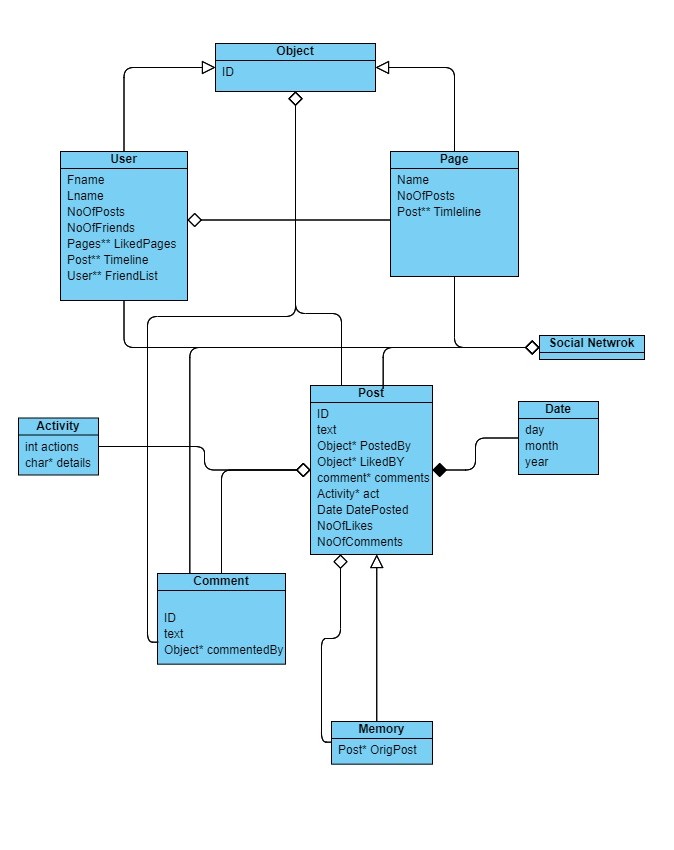 Object
ID
User
Fname
Lname
NoOfPosts
NoOfFriends
Pages** LikedPages
Post** Timeline
User** FriendList
Page
Name
NoOfPosts
Post** Timleline
Social Netwrok
Post
ID
text
Object* PostedBy
Object* LikedBY
comment* comments
Activity* act
Date DatePosted
NoOfLikes
NoOfComments
Date
day
month
year
Activity
int actions
char* details
Comment
ID
text
Object* commentedBy
Memory
Post* OrigPost